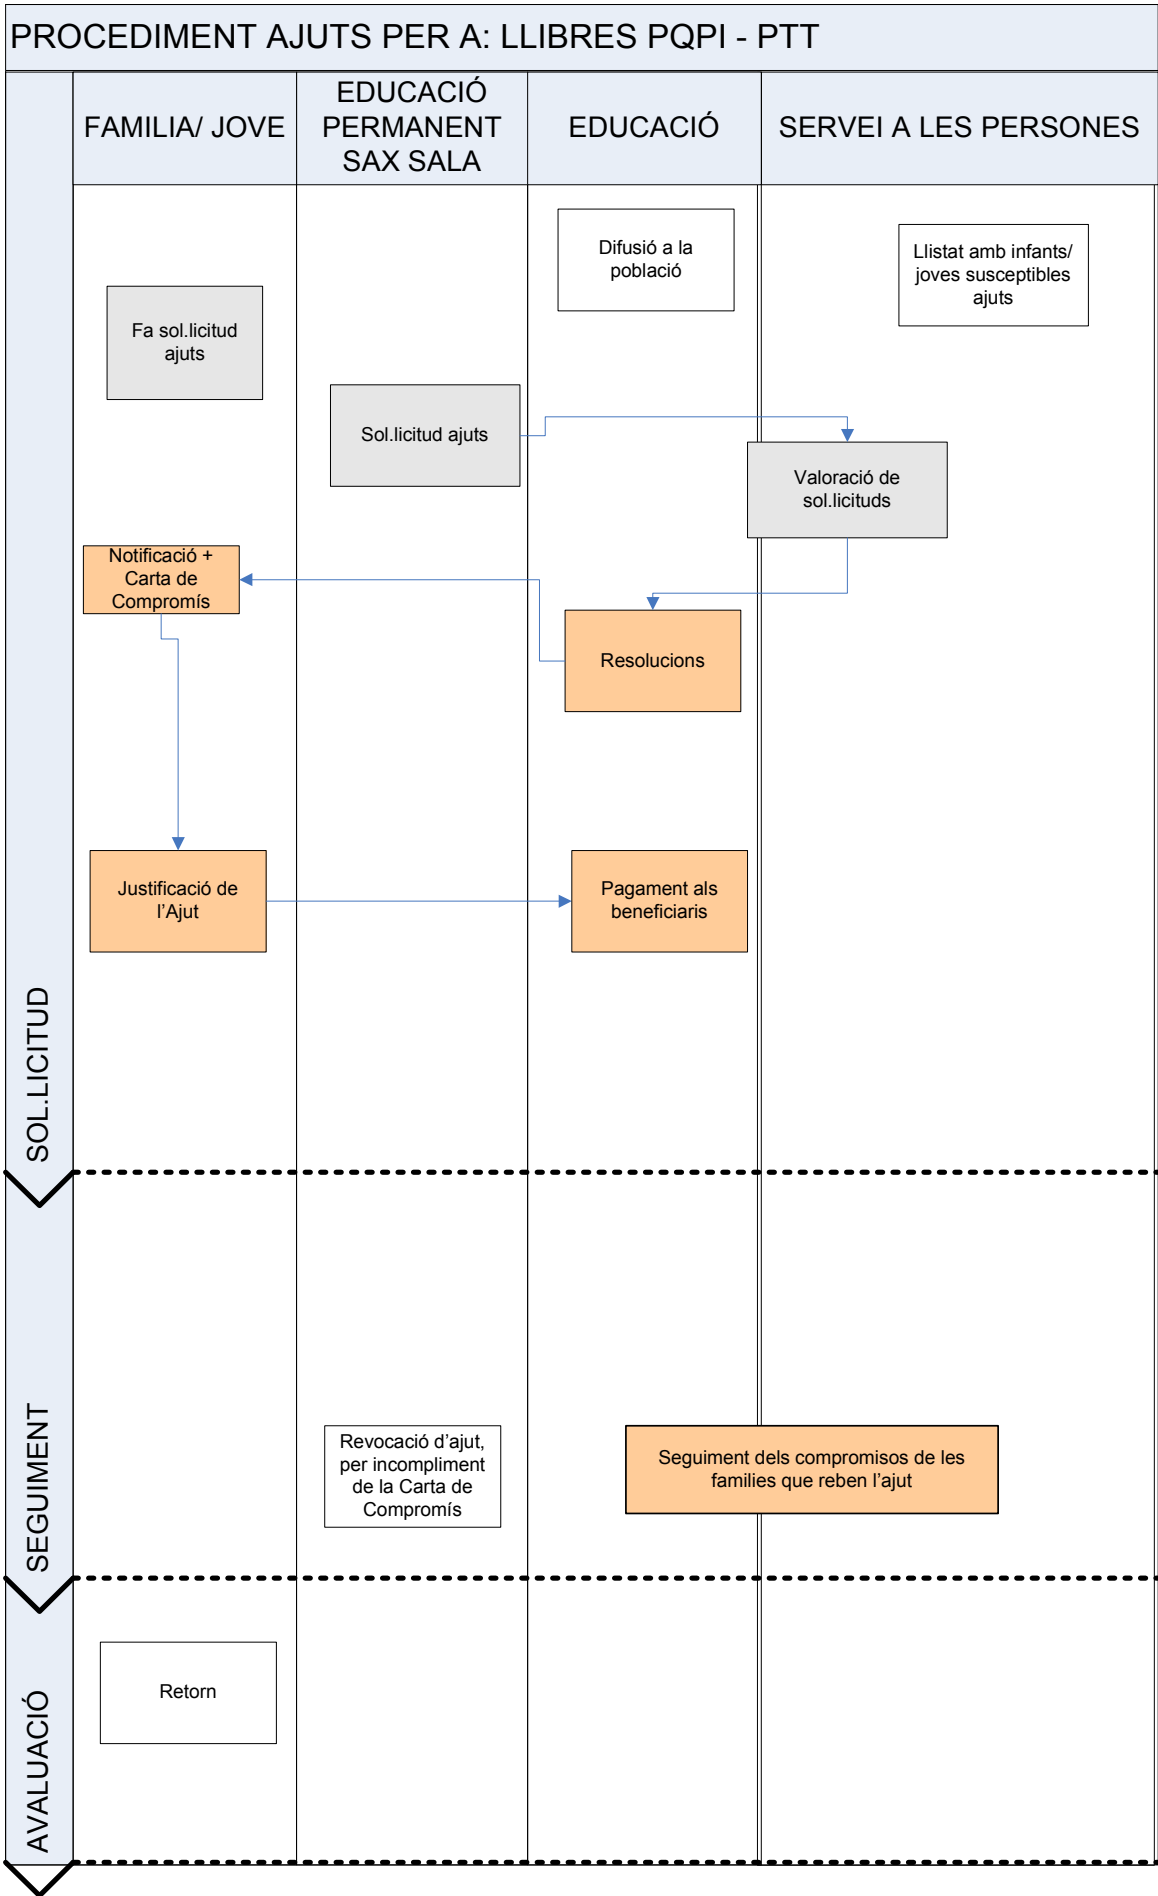 PROCEDIMENT AJUTS PER A: LLIBRES PQPI - PTT
FAMILIA/ JOVE
EDUCACIÓ
PERMANENT
SAX SALA
EDUCACIÓ
SERVEI A LES PERSONES
SOL.LICITUD
Difusió a la
població
Llistat amb infants/
joves susceptibles
ajuts
Fa sol.licitud
ajuts
Sol.licitud ajuts
Valoració de
sol.licituds
Notificació +
Carta de
Compromís
Resolucions
Justificació de
l’Ajut
Pagament als
beneficiaris
SEGUIMENT
Revocació d’ajut,
per incompliment
de la Carta de
Compromís
Seguiment dels compromisos de les
families que reben l’ajut
AVALUACIÓ
Retorn